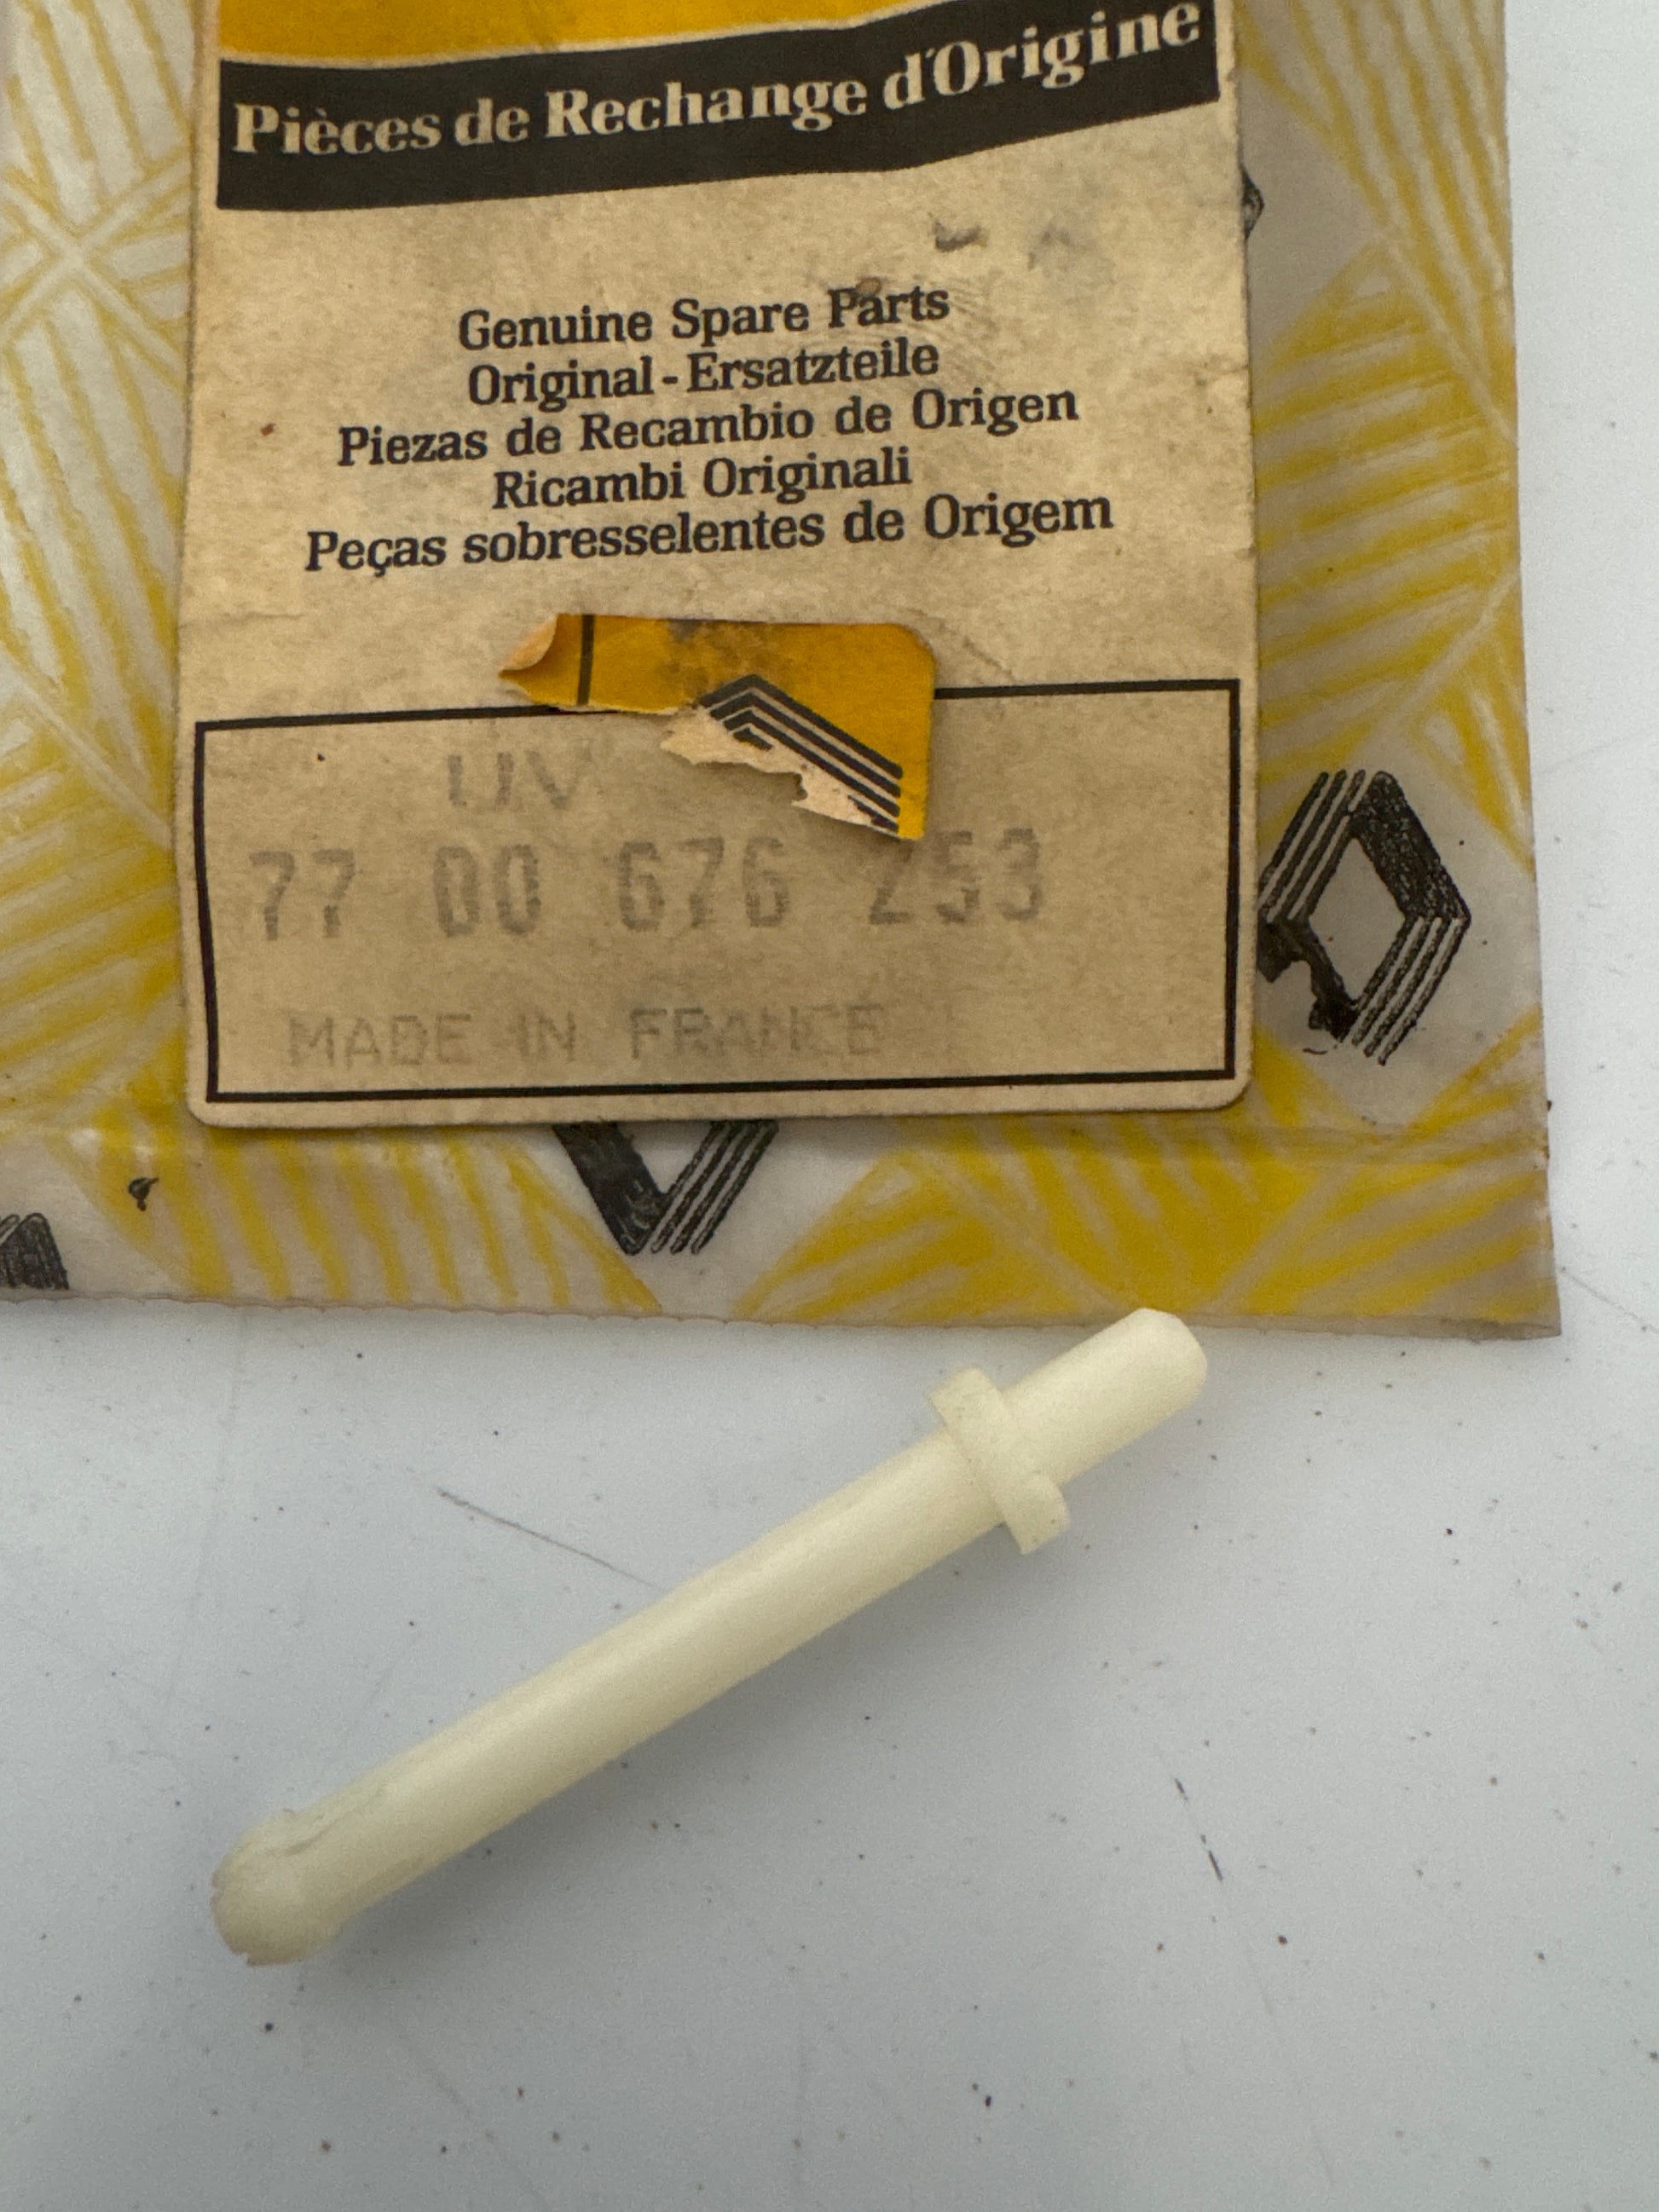 Pièces de Rechange d'Origine
Genuine Spare Parts
Original-Ersatzteile
Piezas de Recambio de Origen
Ricambi Originali
Peças sobresselentes de Origem
UV
77 00 676 253
MADE IN FRANCE